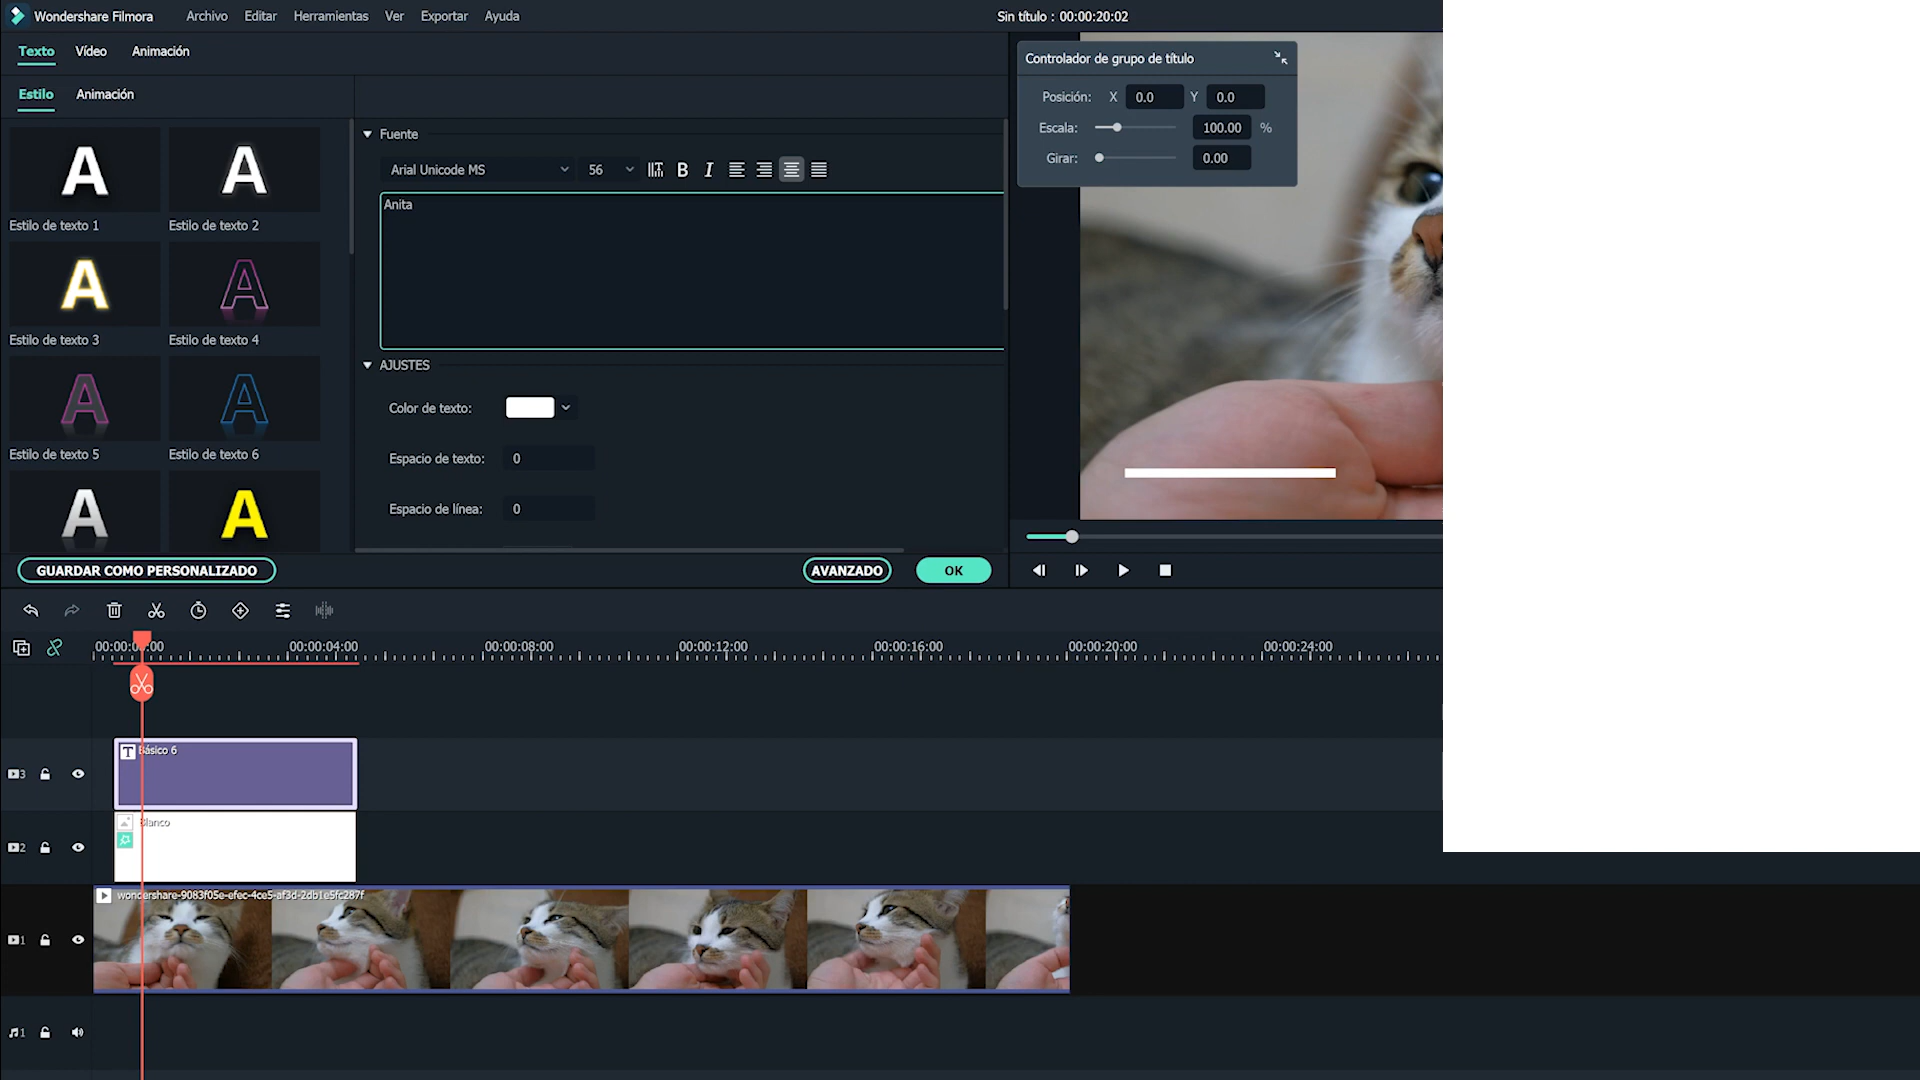 Wondershare Filmora Archivo Editar Herramientas Ver Exportar Ayuda Sin título : 00:00:20:02
Texto Vídeo Animación
Estilo Animación
Controlador de grupo de título
Posición: X 0.0 Y 0.0
Escala: 100.00 %
Girar: 0.00
Fuente
Arial Unicode MS 56 B I
Anita
A A
Estilo de texto 1 Estilo de texto 2
A A
Estilo de texto 3 Estilo de texto 4
A A
Estilo de texto 5 Estilo de texto 6
A A
AJUSTES
Color de texto:
Espacio de texto: 0
Espacio de línea: 0
GUARDAR COMO PERSONALIZADO AVANZADO OK
00:00:04:00 00:00:08:00 00:00:12:00 00:00:16:00 00:00:20:00 00:00:24:00
T Básico 6
3
Blanco
2
wondershare-9083f05e-efec-4ce5-af3d-2db1e5fc287f
1
1